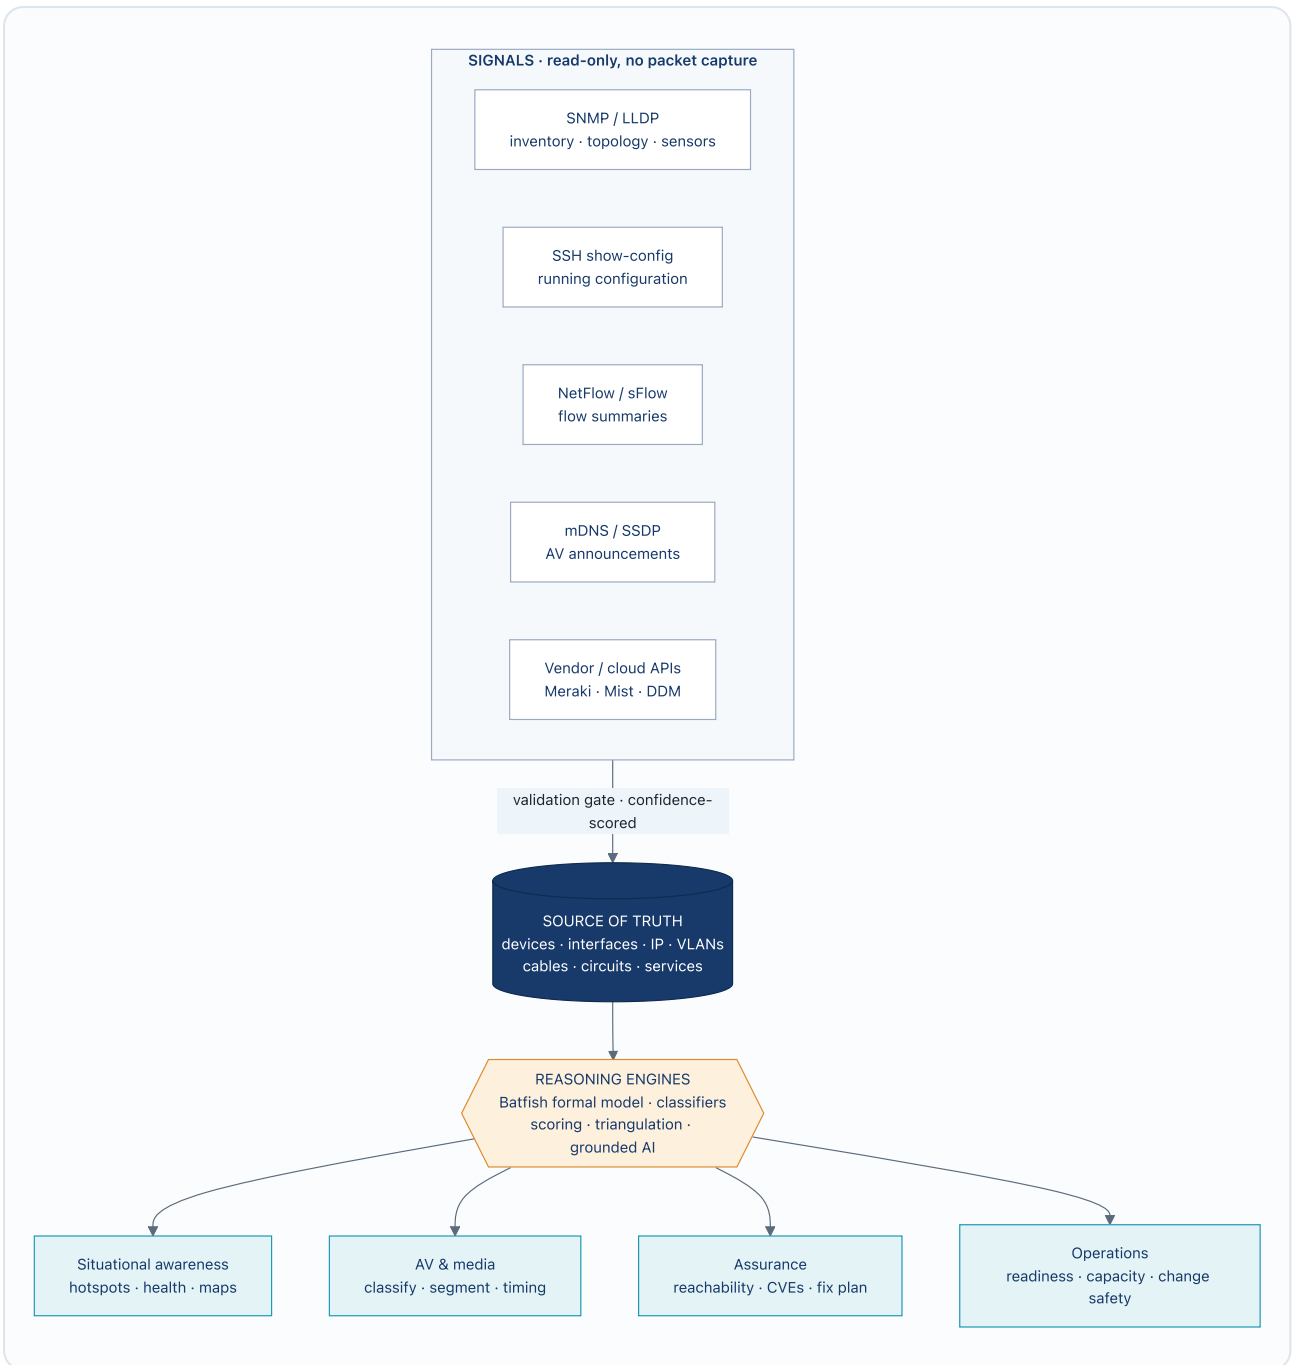 SIGNALS · read-only, no packet capture
SNMP / LLDP
inventory · topology · sensors
SSH show-config
running configuration
NetFlow / sFlow
flow summaries
mDNS / SSDP
AV announcements
Vendor / cloud APIs
Meraki · Mist · DDM
validation gate · confidence-
scored
SOURCE OF TRUTH
devices · interfaces · IP · VLANs
cables · circuits · services
REASONING ENGINES
Batfish formal model · classifiers
scoring · triangulation ·
grounded AI
Situational awareness
hotspots · health · maps
AV & media
classify · segment · timing
Assurance
reachability · CVEs · fix plan
Operations
readiness · capacity · change
safety